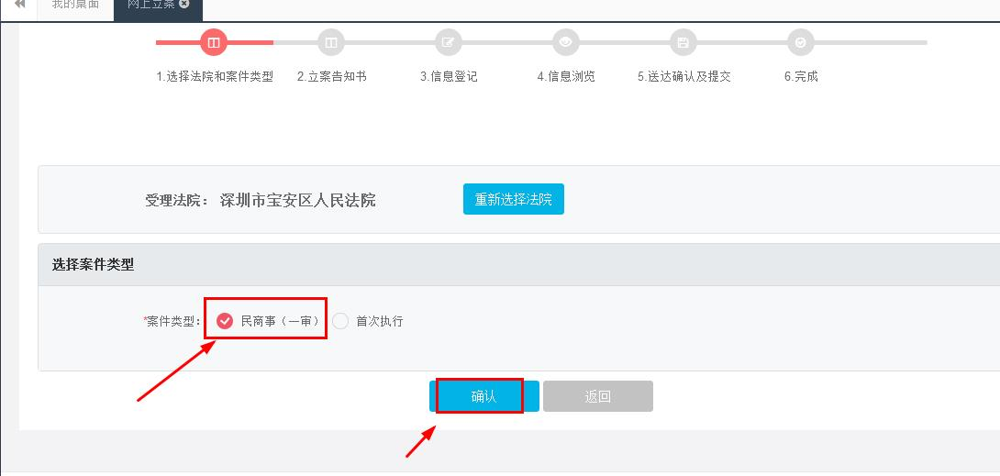 我的桌面
网上立案
1.选择法院和案件类型
2.立案告知书
3.信息登记
4.信息浏览
5.送达确认及提交
6.完成
受理法院：深圳市宝安区人民法院
重新选择法院
选择案件类型
*案件类型：民商事（一审） 首次执行
确认
返回